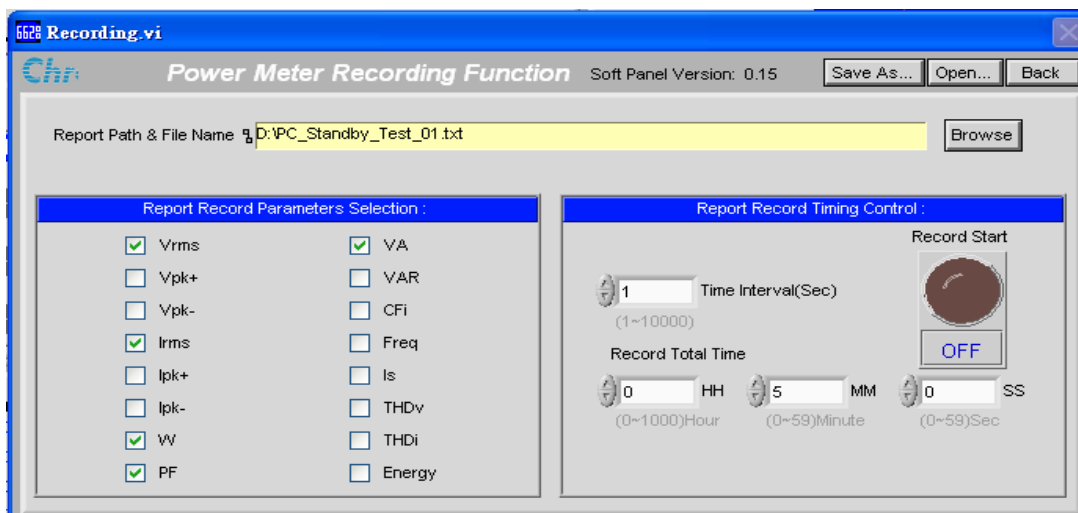 Recording.vi
Chr
Power Meter Recording Function Soft Panel Version: 0.15 Save As... Open... Back
Report Path & File Name D:\PC_Standby_Test_01.txt Browse
Report Record Parameters Selection :
Vrms VA
Vpk+ VAR
Vpk- CFi
Irms Freq
Ipk+ Is
Ipk- THDv
W THDi
PF Energy
Report Record Timing Control :
Record Start
1 Time Interval(Sec)
(1~10000)
OFF
Record Total Time
0 HH 5 MM 0 SS
(0~1000)Hour (0~59)Minute (0~59)Sec